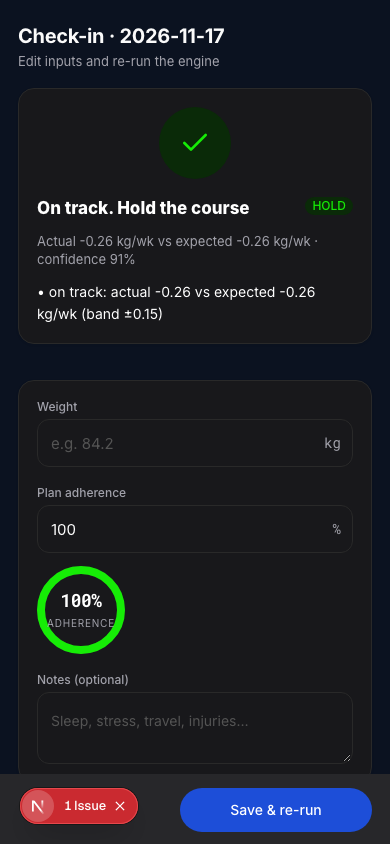 Check-in · 2026-11-17
Edit inputs and re-run the engine
On track. Hold the course
HOLD
Actual -0.26 kg/wk vs expected -0.26 kg/wk ·
confidence 91%
• on track: actual -0.26 vs expected -0.26
kg/wk (band ±0.15)
Weight
e.g. 84.2
kg
Plan adherence
100
%
100%
ADHERENCE
Notes (optional)
Sleep, stress, travel, injuries...
N
1 Issue
Save & re-run